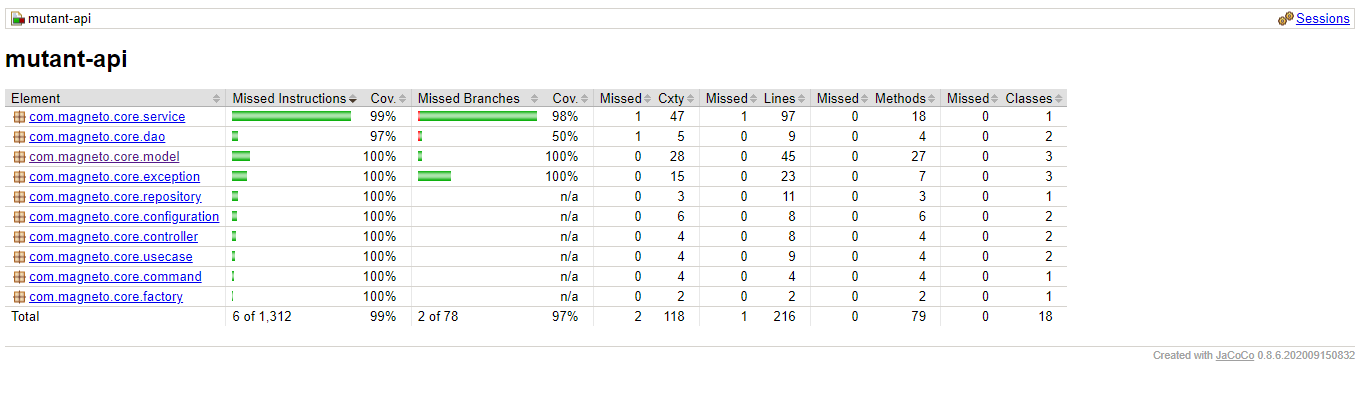 mutant-api Sessions
mutant-api
Element Missed Instructions Cov. Missed Branches Cov. Missed Cxty Missed Lines Missed Methods Missed Classes
com.magneto.core.service 99% 98% 1 47 1 97 0 18 0 1
com.magneto.core.dao 97% 50% 1 5 0 9 0 4 0 2
com.magneto.core.model 100% 100% 0 28 0 45 0 27 0 3
com.magneto.core.exception 100% 100% 0 15 0 23 0 7 0 3
com.magneto.core.repository 100% n/a 0 3 0 11 0 3 0 1
com.magneto.core.configuration 100% n/a 0 6 0 8 0 6 0 2
com.magneto.core.controller 100% n/a 0 4 0 8 0 4 0 2
com.magneto.core.usecase 100% n/a 0 4 0 9 0 4 0 2
com.magneto.core.command 100% n/a 0 4 0 4 0 4 0 1
com.magneto.core.factory 100% n/a 0 2 0 2 0 2 0 1
Total 6 of 1,312 99% 2 of 78 97% 2 118 1 216 0 79 0 18
Created with JaCoCo 0.8.6.202009150832